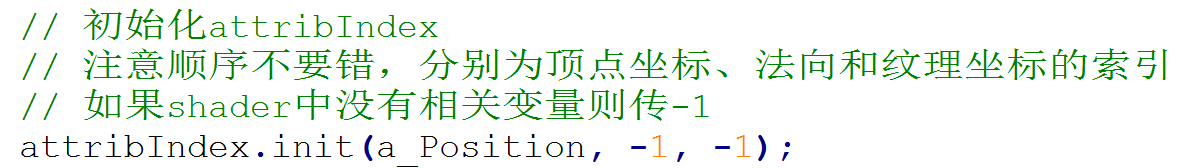 // 初始化attribIndex
// 注意顺序不要错，分别为顶点坐标、法向和纹理坐标的索引
// 如果shader中没有相关变量则传-1
attribIndex.init(a_Position, -1, -1);